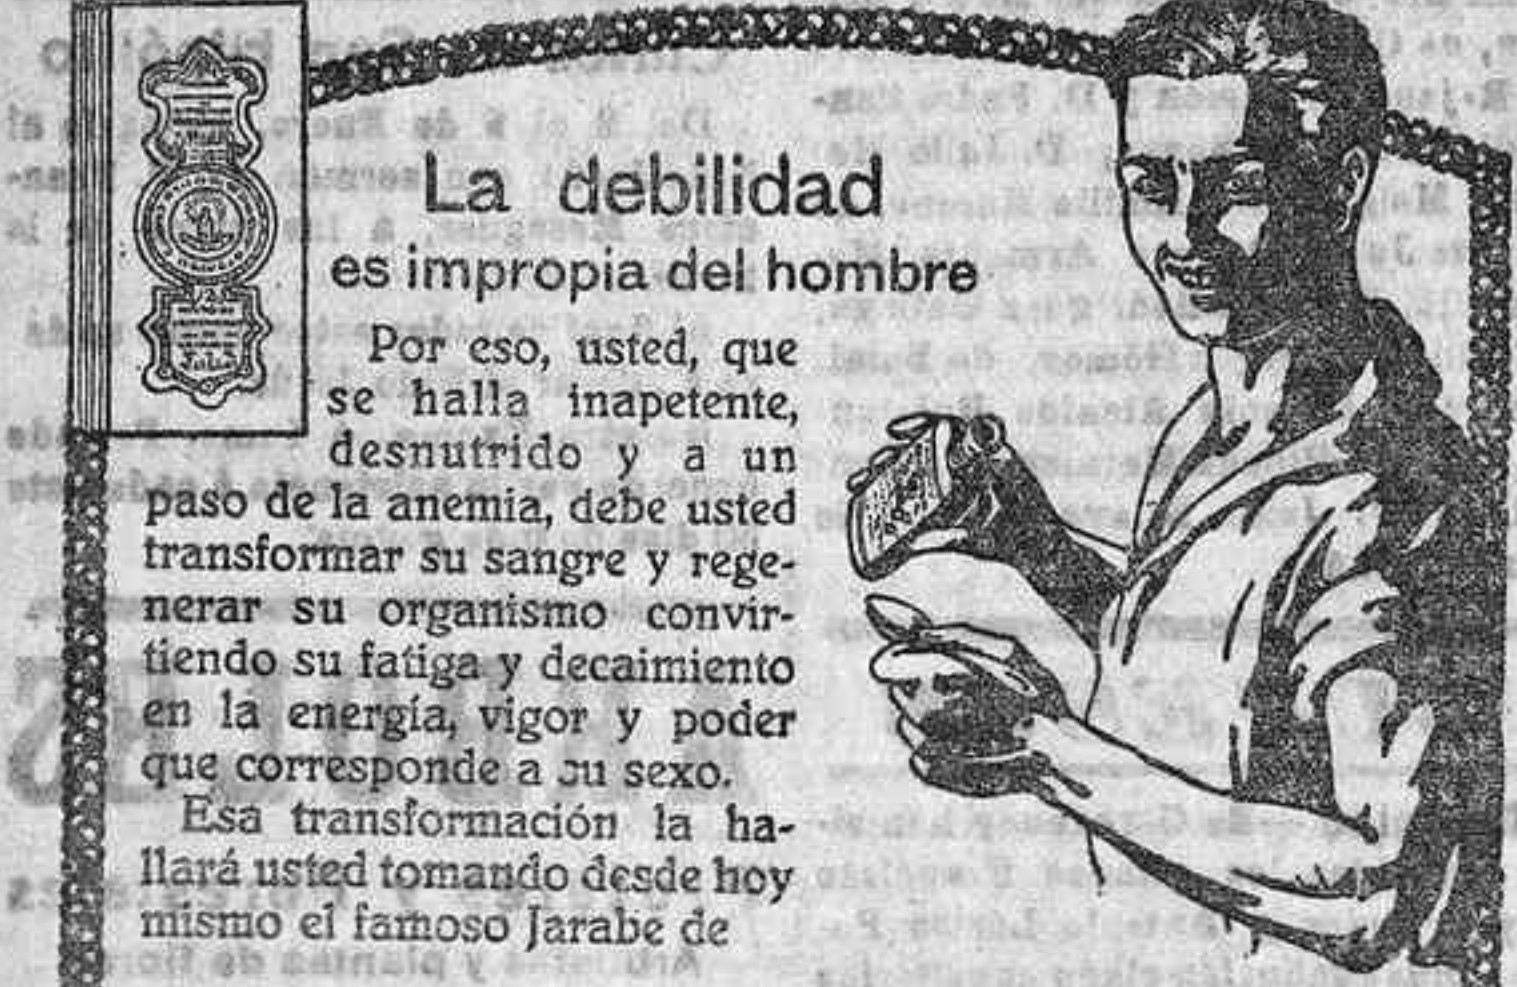 La debilidad
es impropia del hombre
Por eso, usted, que
se halla inapetente,
desnutrido y a un
paso de la anemia, debe usted
transformar su sangre y rege-
nerar su organismo convir-
tiendo su fatiga y decaimiento
en la energía, vigor y poder
que corresponde a su sexo.
Esa transformación la ha-
llará usted tomando desde hoy
mismo el famoso Jarabe de